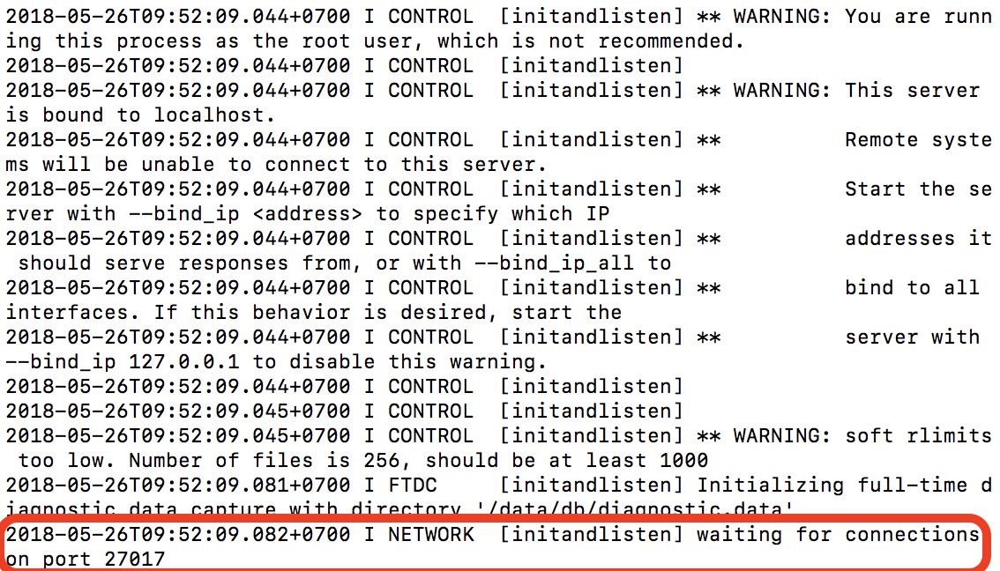 2018-05-26T09:52:09.044+0700 I CONTROL  [initandlisten] ** WARNING: You are runn
ing this process as the root user, which is not recommended.
2018-05-26T09:52:09.044+0700 I CONTROL  [initandlisten]
2018-05-26T09:52:09.044+0700 I CONTROL  [initandlisten] ** WARNING: This server
is bound to localhost.
2018-05-26T09:52:09.044+0700 I CONTROL  [initandlisten] **          Remote syste
ms will be unable to connect to this server.
2018-05-26T09:52:09.044+0700 I CONTROL  [initandlisten] **          Start the se
rver with --bind_ip <address> to specify which IP
2018-05-26T09:52:09.044+0700 I CONTROL  [initandlisten] **          addresses it
 should serve responses from, or with --bind_ip_all to
2018-05-26T09:52:09.044+0700 I CONTROL  [initandlisten] **          bind to all
interfaces. If this behavior is desired, start the
2018-05-26T09:52:09.044+0700 I CONTROL  [initandlisten] **          server with
--bind_ip 127.0.0.1 to disable this warning.
2018-05-26T09:52:09.044+0700 I CONTROL  [initandlisten]
2018-05-26T09:52:09.045+0700 I CONTROL  [initandlisten]
2018-05-26T09:52:09.045+0700 I CONTROL  [initandlisten] ** WARNING: soft rlimits
 too low. Number of files is 256, should be at least 1000
2018-05-26T09:52:09.081+0700 I FTDC     [initandlisten] Initializing full-time d
iagnostic data capture with directory '/data/db/diagnostic.data'
2018-05-26T09:52:09.082+0700 I NETWORK  [initandlisten] waiting for connections
on port 27017